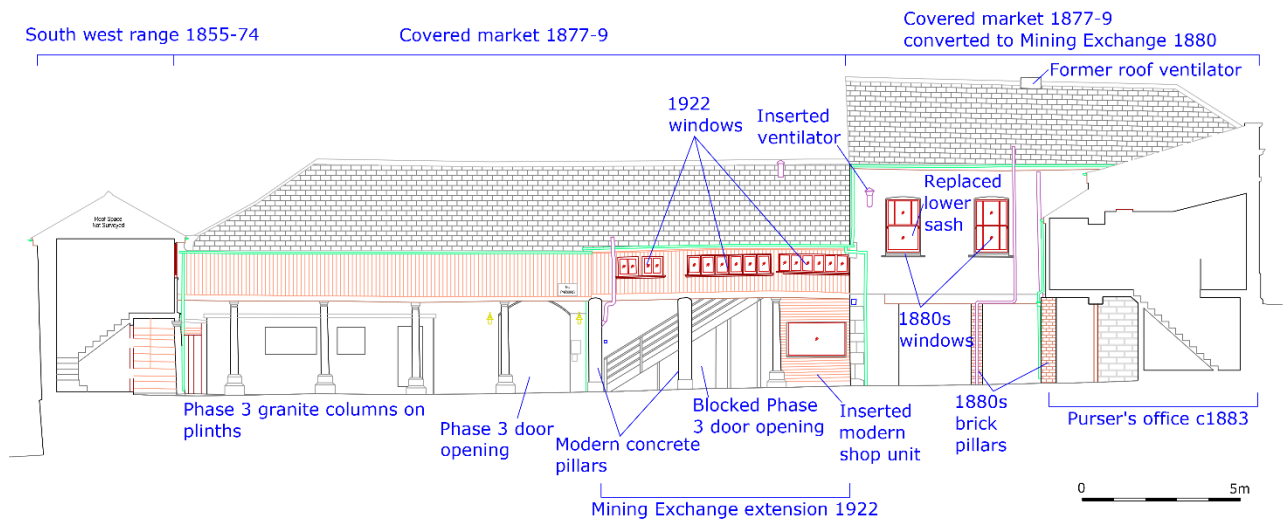 South west range 1855-74
Covered market 1877-9
Covered market 1877-9
converted to Mining Exchange 1880
Former roof ventilator
1922
windows
Inserted
ventilator
Replaced
lower
sash
Roof Space
Not Surveyed
1880s
windows
Phase 3 granite columns on
plinths
Phase 3 door
opening
Modern concrete
pillars
Blocked Phase
3 door opening
Inserted
modern
shop unit
1880s
brick
pillars
Purser's office c1883
Mining Exchange extension 1922
0
5m